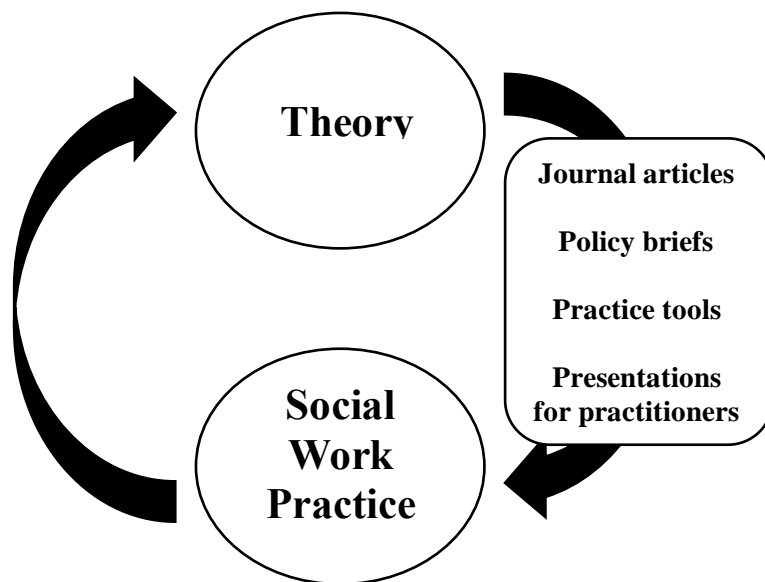 Theory
Journal articles
Policy briefs
Practice tools
Presentations
for practitioners
Social
Work
Practice